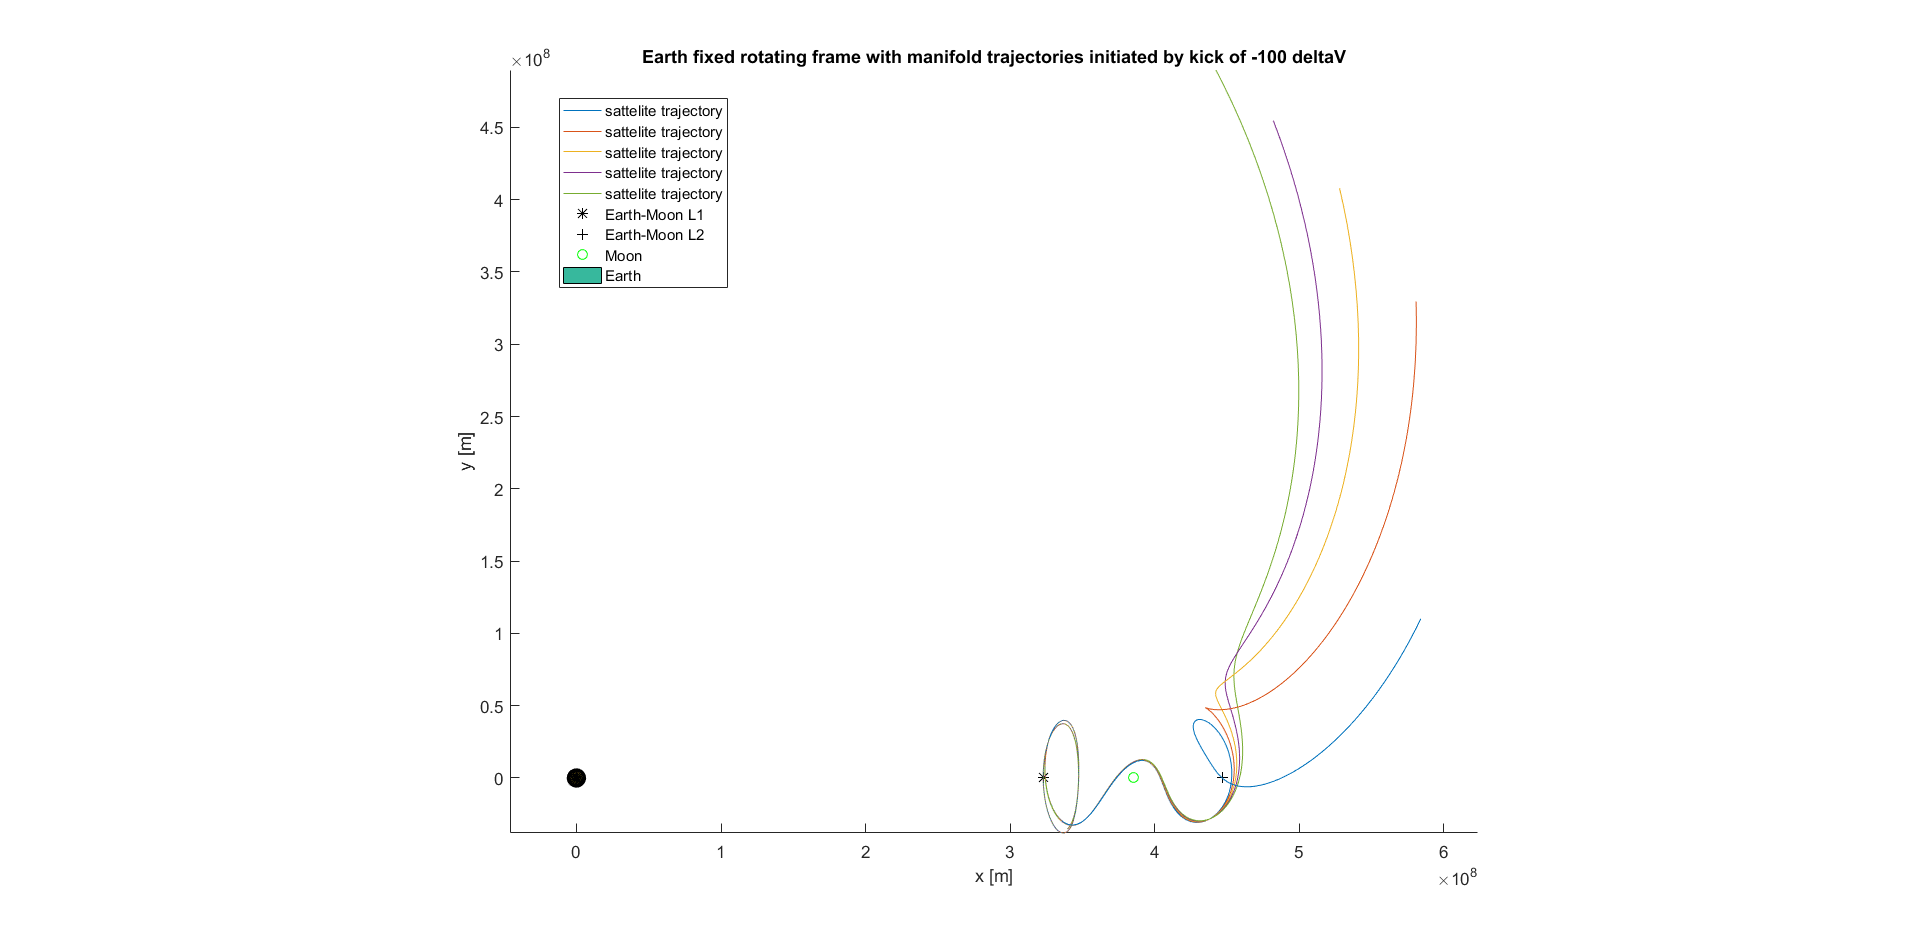 Earth fixed rotating frame with manifold trajectories initiated by kick of -100 deltaV
×10^8
sattelite trajectory
sattelite trajectory
sattelite trajectory
sattelite trajectory
sattelite trajectory
Earth-Moon L1
Earth-Moon L2
Moon
Earth
4.5
4
3.5
3
2.5
2
1.5
1
0.5
0
y [m]
0 1 2 3 4 5 6
x [m]
×10^8